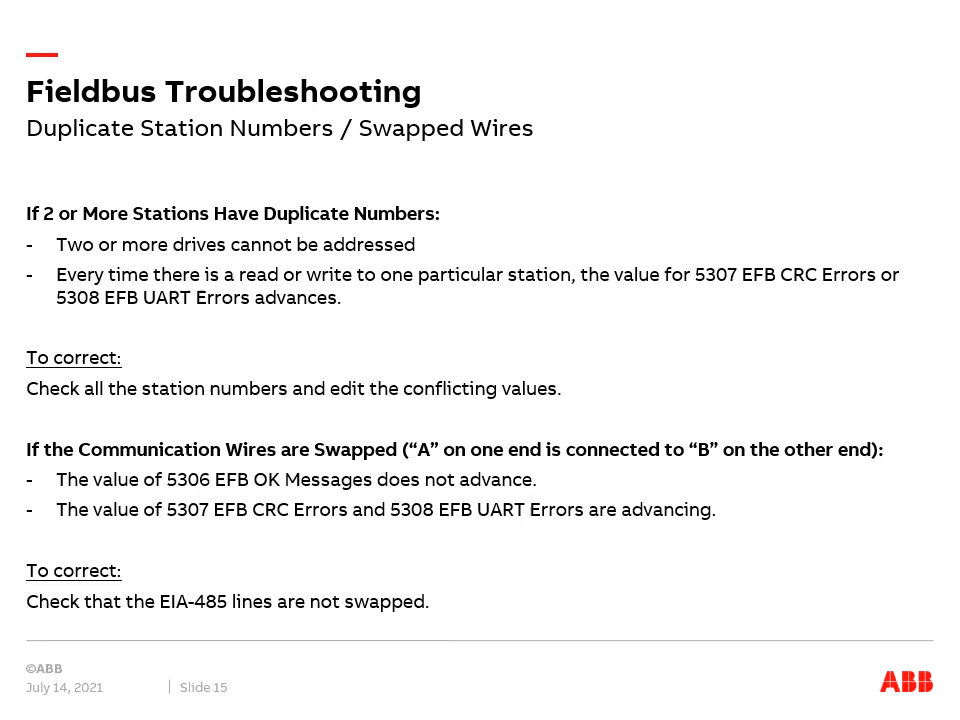 Fieldbus Troubleshooting
Duplicate Station Numbers / Swapped Wires
If 2 or More Stations Have Duplicate Numbers:
- Two or more drives cannot be addressed
- Every time there is a read or write to one particular station, the value for 5307 EFB CRC Errors or
5308 EFB UART Errors advances.
To correct:
Check all the station numbers and edit the conflicting values.
If the Communication Wires are Swapped (“A” on one end is connected to “B” on the other end):
- The value of 5306 EFB OK Messages does not advance.
- The value of 5307 EFB CRC Errors and 5308 EFB UART Errors are advancing.
To correct:
Check that the EIA-485 lines are not swapped.
©ABB
July 14, 2021 | Slide 15
ABB